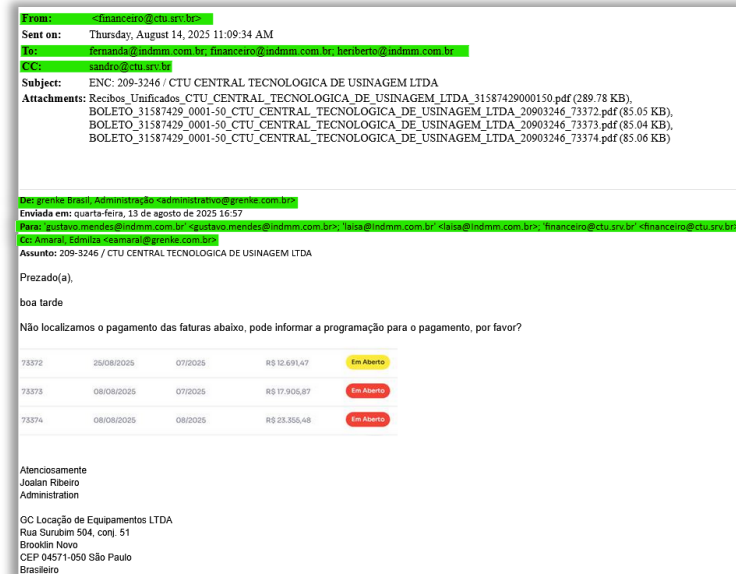 From: <financeiro@ctu.srv.br>
Sent on: Thursday, August 14, 2025 11:09:34 AM
To: fernanda@indmm.com.br; financeiro@indmm.com.br; heriberto@indmm.com.br
CC: sandro@ctu.srv.br
Subject: ENC: 209-3246 / CTU CENTRAL TECNOLOGICA DE USINAGEM LTDA
Attachments: Recibos_Unificados_CTU_CENTRAL_TECNOLOGICA_DE_USINAGEM_LTDA_31587429000150.pdf (289.78 KB),
BOLETO_31587429_0001-50_CTU_CENTRAL_TECNOLOGICA_DE_USINAGEM_LTDA_20903246_73372.pdf (85.05 KB),
BOLETO_31587429_0001-50_CTU_CENTRAL_TECNOLOGICA_DE_USINAGEM_LTDA_20903246_73373.pdf (85.04 KB),
BOLETO_31587429_0001-50_CTU_CENTRAL_TECNOLOGICA_DE_USINAGEM_LTDA_20903246_73374.pdf (85.06 KB)
De: grenke Brasil, Administração <administrativo@grenke.com.br>
Enviada em: quarta-feira, 13 de agosto de 2025 16:57
Para: 'gustavo.mendes@indmm.com.br' <gustavo.mendes@indmm.com.br>; 'laisa@indmm.com.br' <laisa@indmm.com.br>; 'financeiro@ctu.srv.br' <financeiro@ctu.srv.br>
Cc: Amaral, Edmilza <eamaral@grenke.com.br>
Assunto: 209-3246 / CTU CENTRAL TECNOLOGICA DE USINAGEM LTDA
Prezado(a),
boa tarde
Não localizamos o pagamento das faturas abaixo, pode informar a programação para o pagamento, por favor?
73372 25/08/2025 07/2025 R$ 12.691,47 Em Aberto
73373 08/08/2025 07/2025 R$ 17.905,87 Em Aberto
73374 08/08/2025 08/2025 R$ 23.355,48 Em Aberto
Atenciosamente
Joalan Ribeiro
Administration
GC Locação de Equipamentos LTDA
Rua Surubim 504, conj. 51
Brooklin Novo
CEP 04571-050 São Paulo
Brasileiro